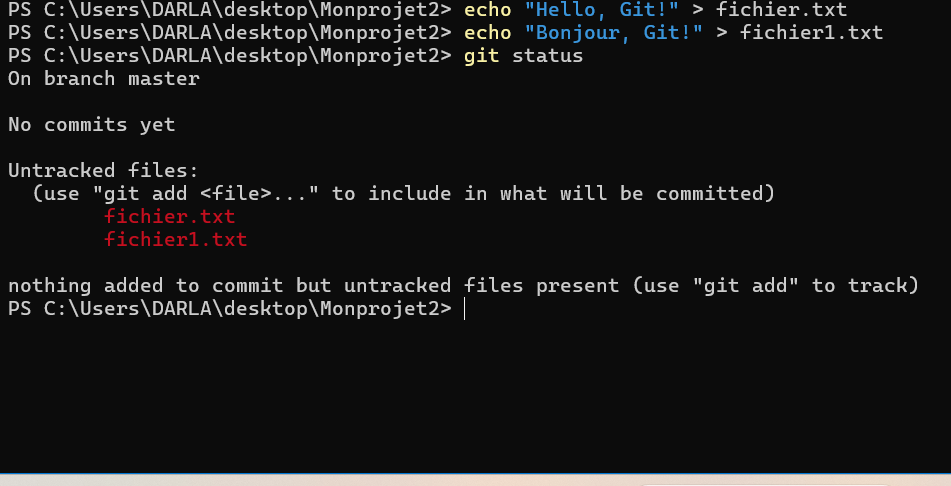 PS C:\Users\DARLA\desktop\Monprojet2> echo "Hello, Git!" > fichier.txt
PS C:\Users\DARLA\desktop\Monprojet2> echo "Bonjour, Git!" > fichier1.txt
PS C:\Users\DARLA\desktop\Monprojet2> git status
On branch master
No commits yet
Untracked files:
(use "git add <file>..." to include in what will be committed)
fichier.txt
fichier1.txt
nothing added to commit but untracked files present (use "git add" to track)
PS C:\Users\DARLA\desktop\Monprojet2>